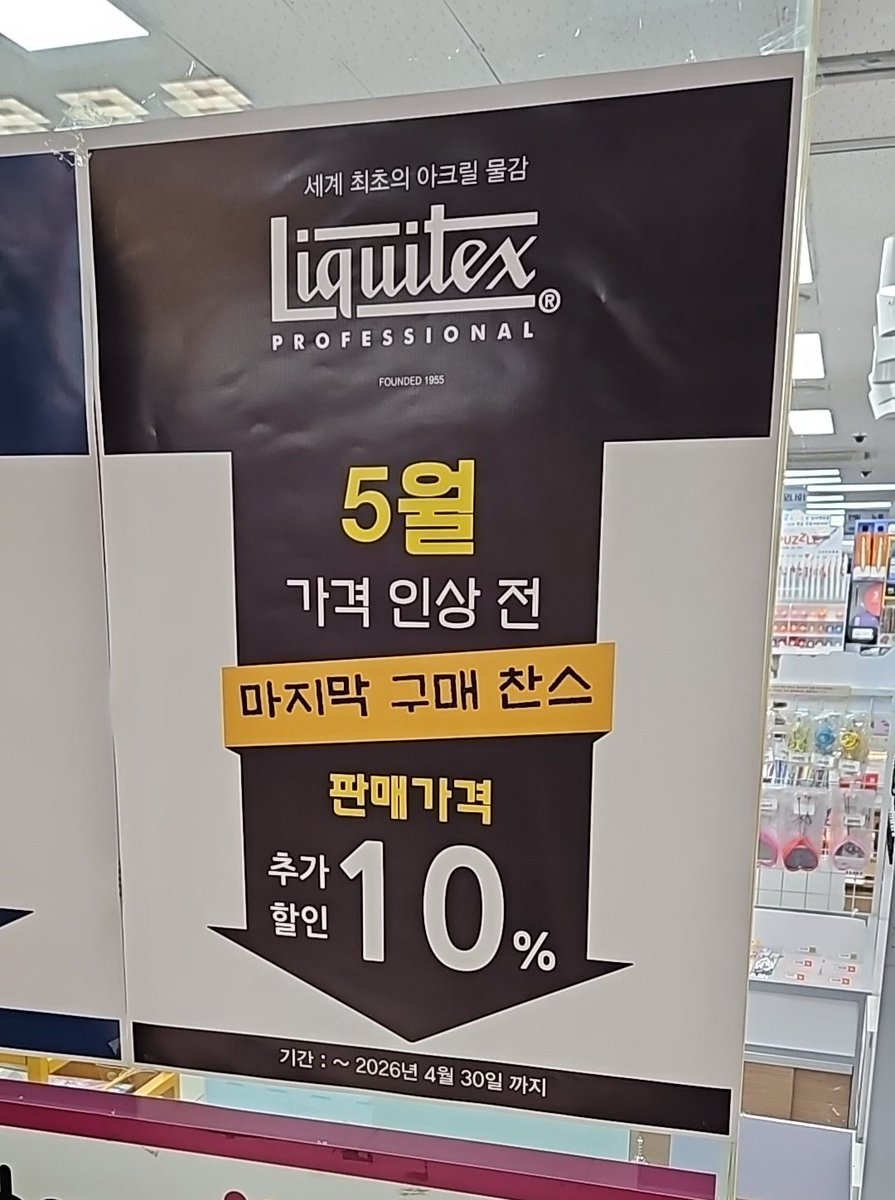 세계 최초의 아크릴 물감
Liquitex®
PROFESSIONAL
FOUNDED 1955
5월
가격 인상 전
마지막 구매 찬스
판매가격
추가
할인
10%
기간 : ~ 2026년 4월 30일 까지
PUZZLE